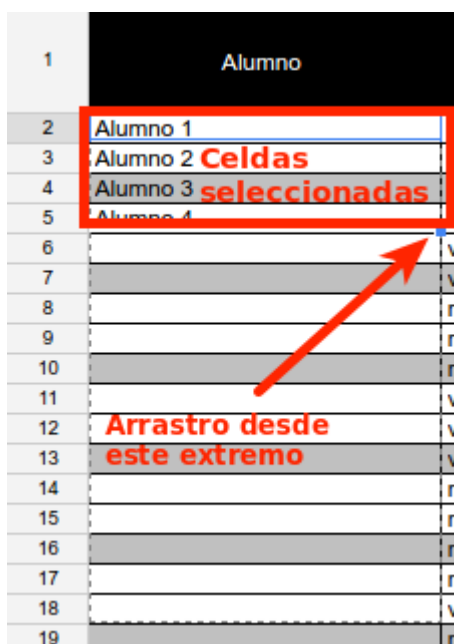 1 Alumno
2 Alumno 1
3 Alumno 2 Celdas
4 Alumno 3 seleccionadas
5 Alumno 4
6 v
7 v
8 r
9 r
10 r
11 v
12 Arrastro desde v
13 este extremo v
14 r
15 r
16 r
17 r
18 v
19